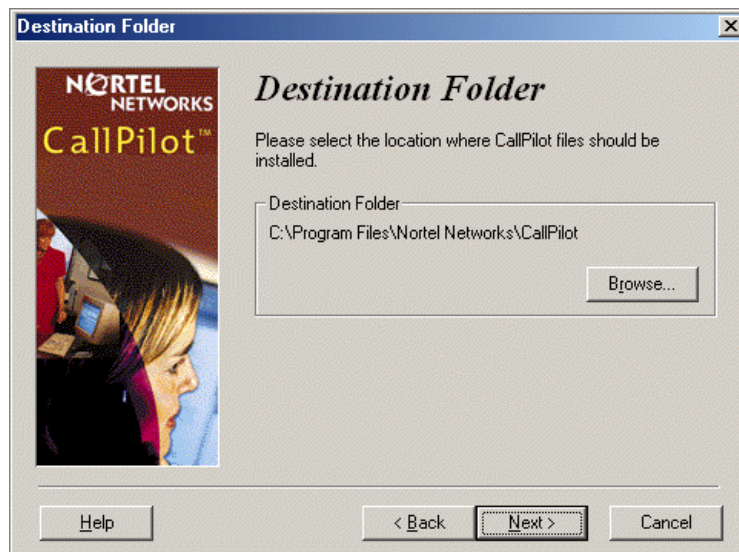 Destination Folder
NORTEL
NETWORKS
CallPilot™
Destination Folder
Please select the location where CallPilot files should be
installed.
Destination Folder
C:\Program Files\Nortel Networks\CallPilot
Browse...
Help
< Back
Next >
Cancel